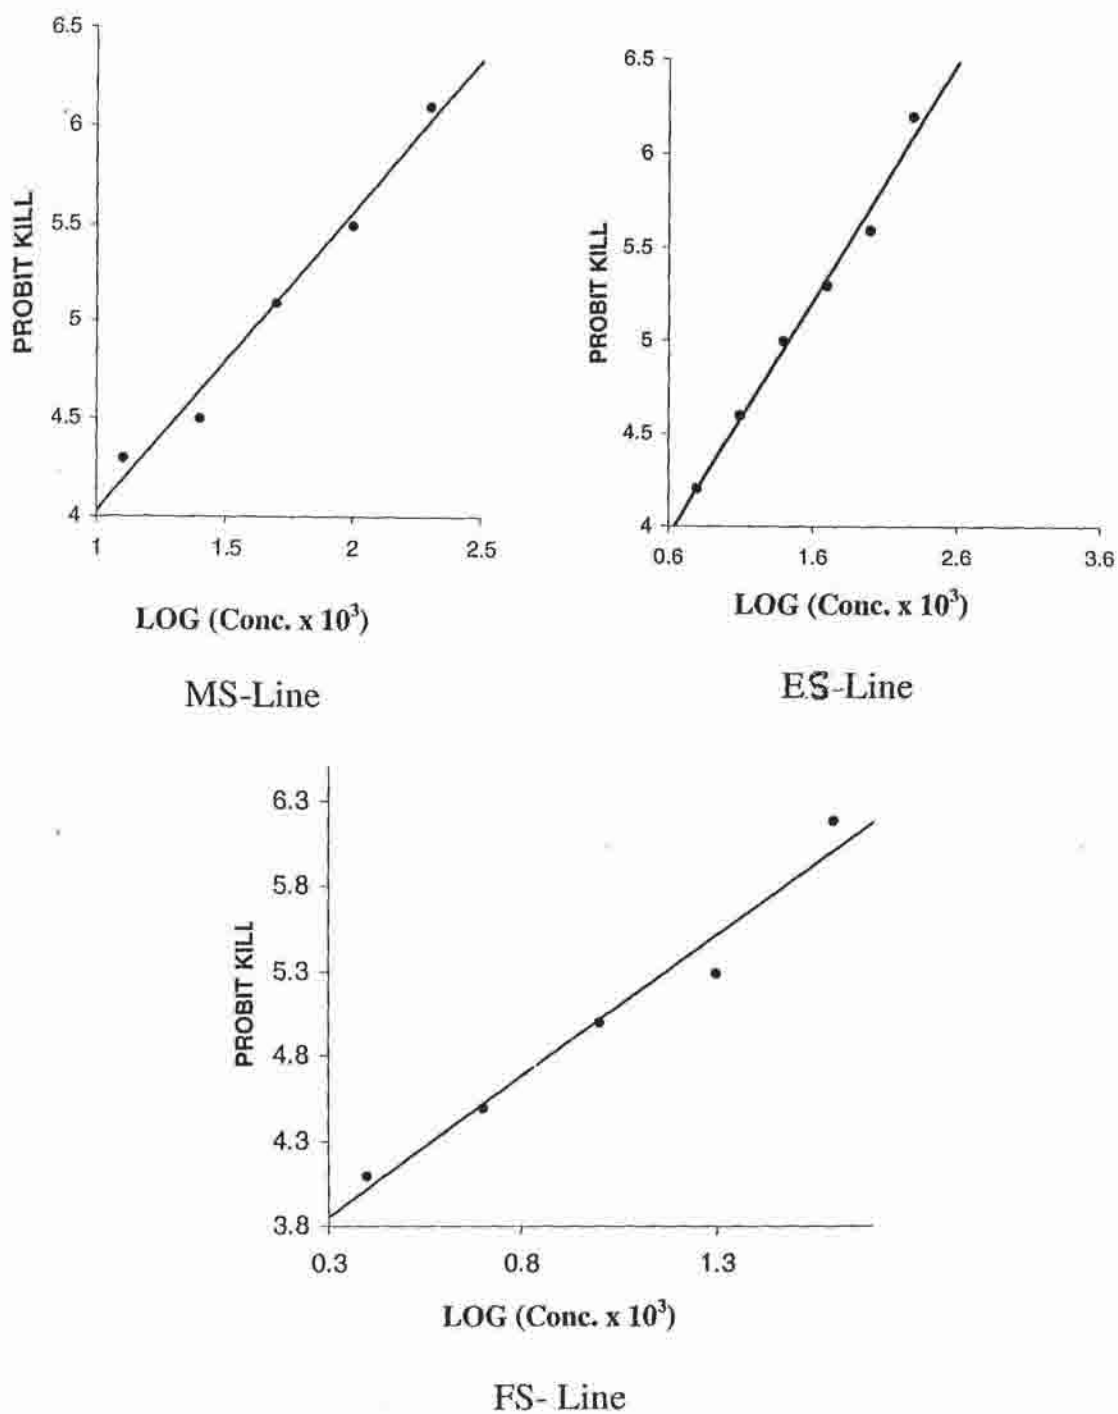 6.5
6
5.5
5
4.5
4
PROBIT KILL
1 1.5 2 2.5
LOG (Conc. x 10³)
MS-Line
6.5
6
5.5
5
4.5
4
PROBIT KILL
0.6 1.6 2.6 3.6
LOG (Conc. x 10³)
ES-Line
6.3
5.8
5.3
4.8
4.3
3.8
PROBIT KILL
0.3 0.8 1.3
LOG (Conc. x 10³)
FS- Line